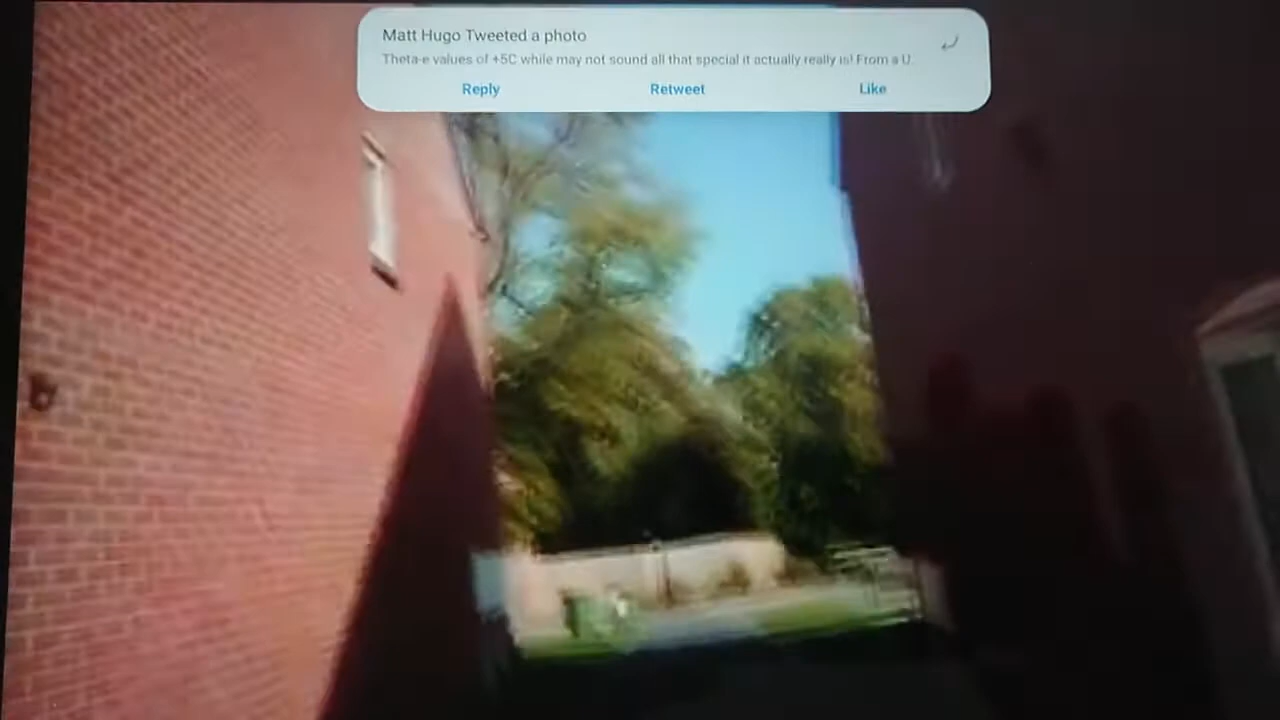 Matt Hugo Tweeted a photo
Theta-e values of +5C while may not sound all that special it actually really is! From a U.
Reply Retweet Like